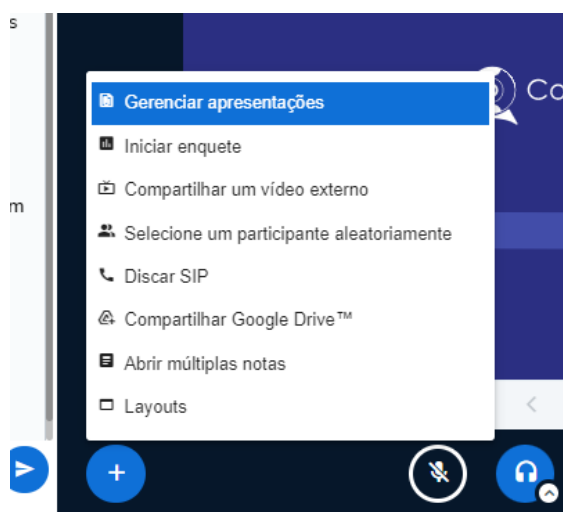 s
m
Co
Gerenciar apresentações
Iniciar enquete
Compartilhar um vídeo externo
Selecione um participante aleatoriamente
Discar SIP
Compartilhar Google Drive™
Abrir múltiplas notas
Layouts